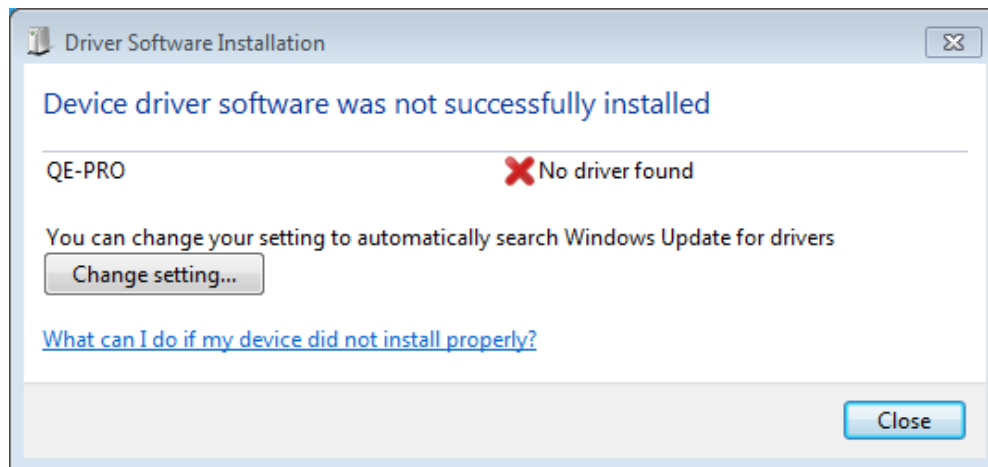 Driver Software Installation
Device driver software was not successfully installed
QE-PRO No driver found
You can change your setting to automatically search Windows Update for drivers
Change setting...
What can I do if my device did not install properly?
Close